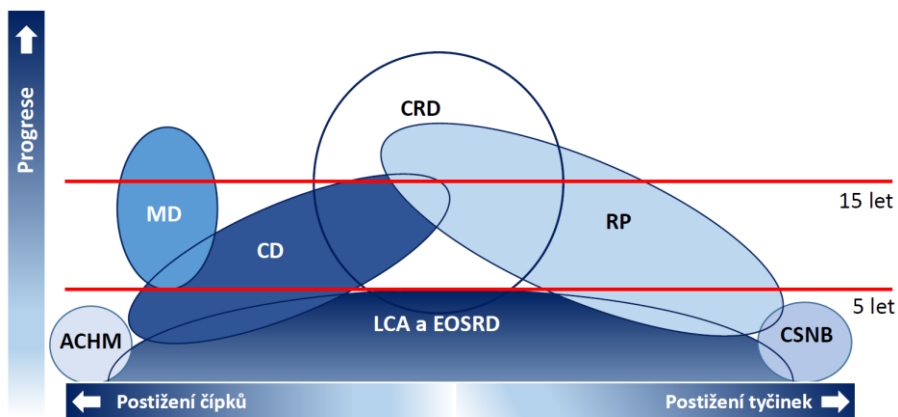 Progrese
CRD
MD
RP
CD
15 let
5 let
LCA a EOSRD
ACHM
CSNB
Postižení čípků
Postižení tyčinek